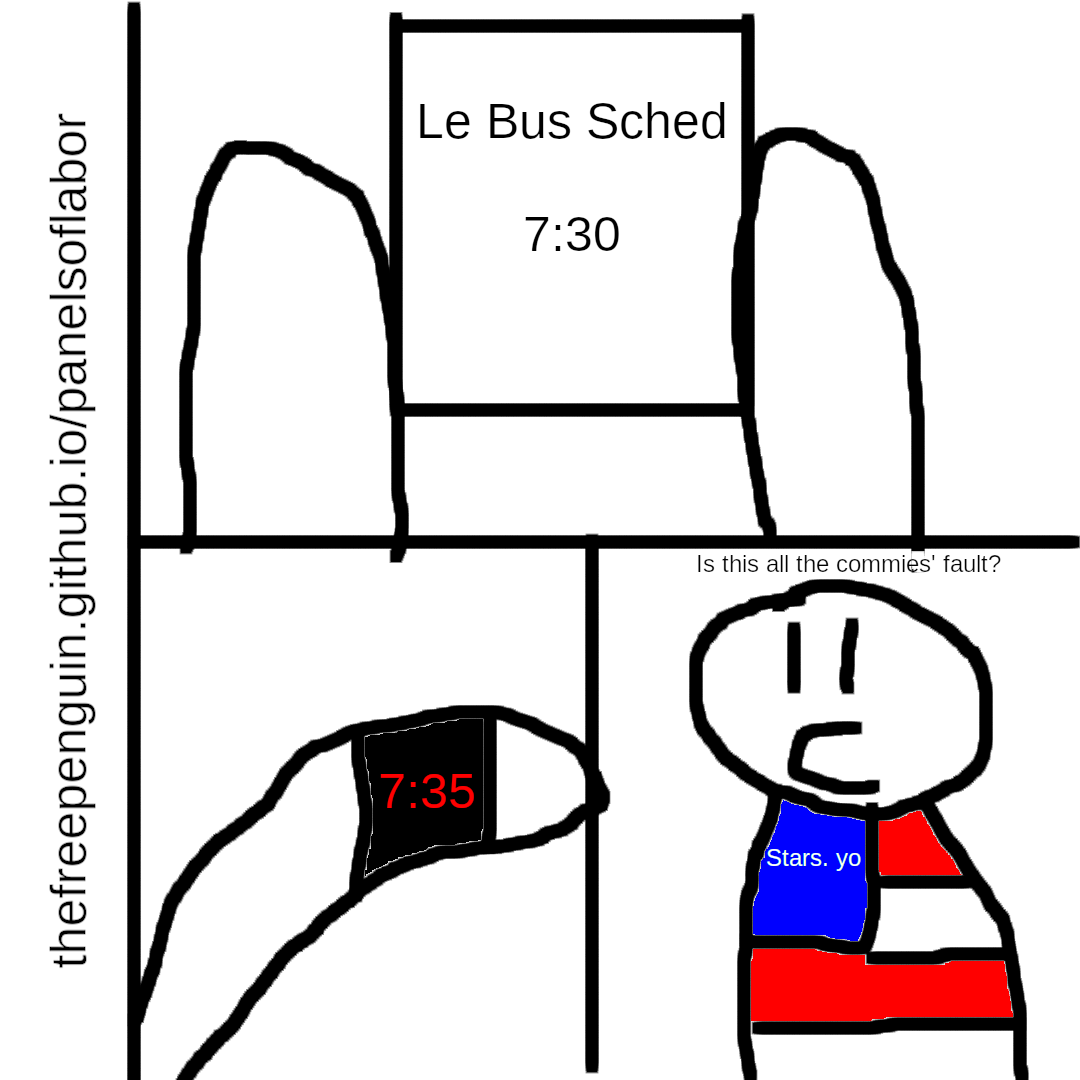 thefreepenguin.github.io/panelsoflabor
Le Bus Sched
7:30
7:35
Is this all the commies' fault?
Stars. yo